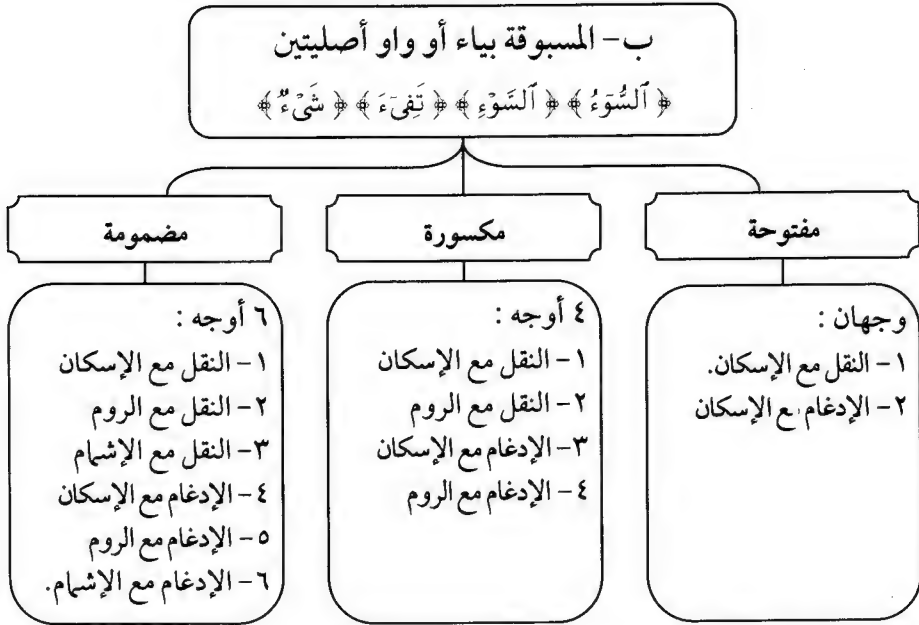 ب- المسبوقة بياء أو واو أصليتين
﴿ ٱلسُّوٓءُ ﴾ ﴿ ٱلسَّوْءِ ﴾ ﴿ تَفِىٓءَ ﴾ ﴿ شَىْءٌ ﴾
مفتوحة
وجهان :
١- النقل مع الإسكان.
٢- الإدغام مع الإسكان
مكسورة
٤ أوجه :
١- النقل مع الإسكان
٢- النقل مع الروم
٣- الإدغام مع الإسكان
٤- الإدغام مع الروم
مضمومة
٦ أوجه :
١- النقل مع الإسكان
٢- النقل مع الروم
٣- النقل مع الإشمام
٤- الإدغام مع الإسكان
٥- الإدغام مع الروم
٦- الإدغام مع الإشمام.